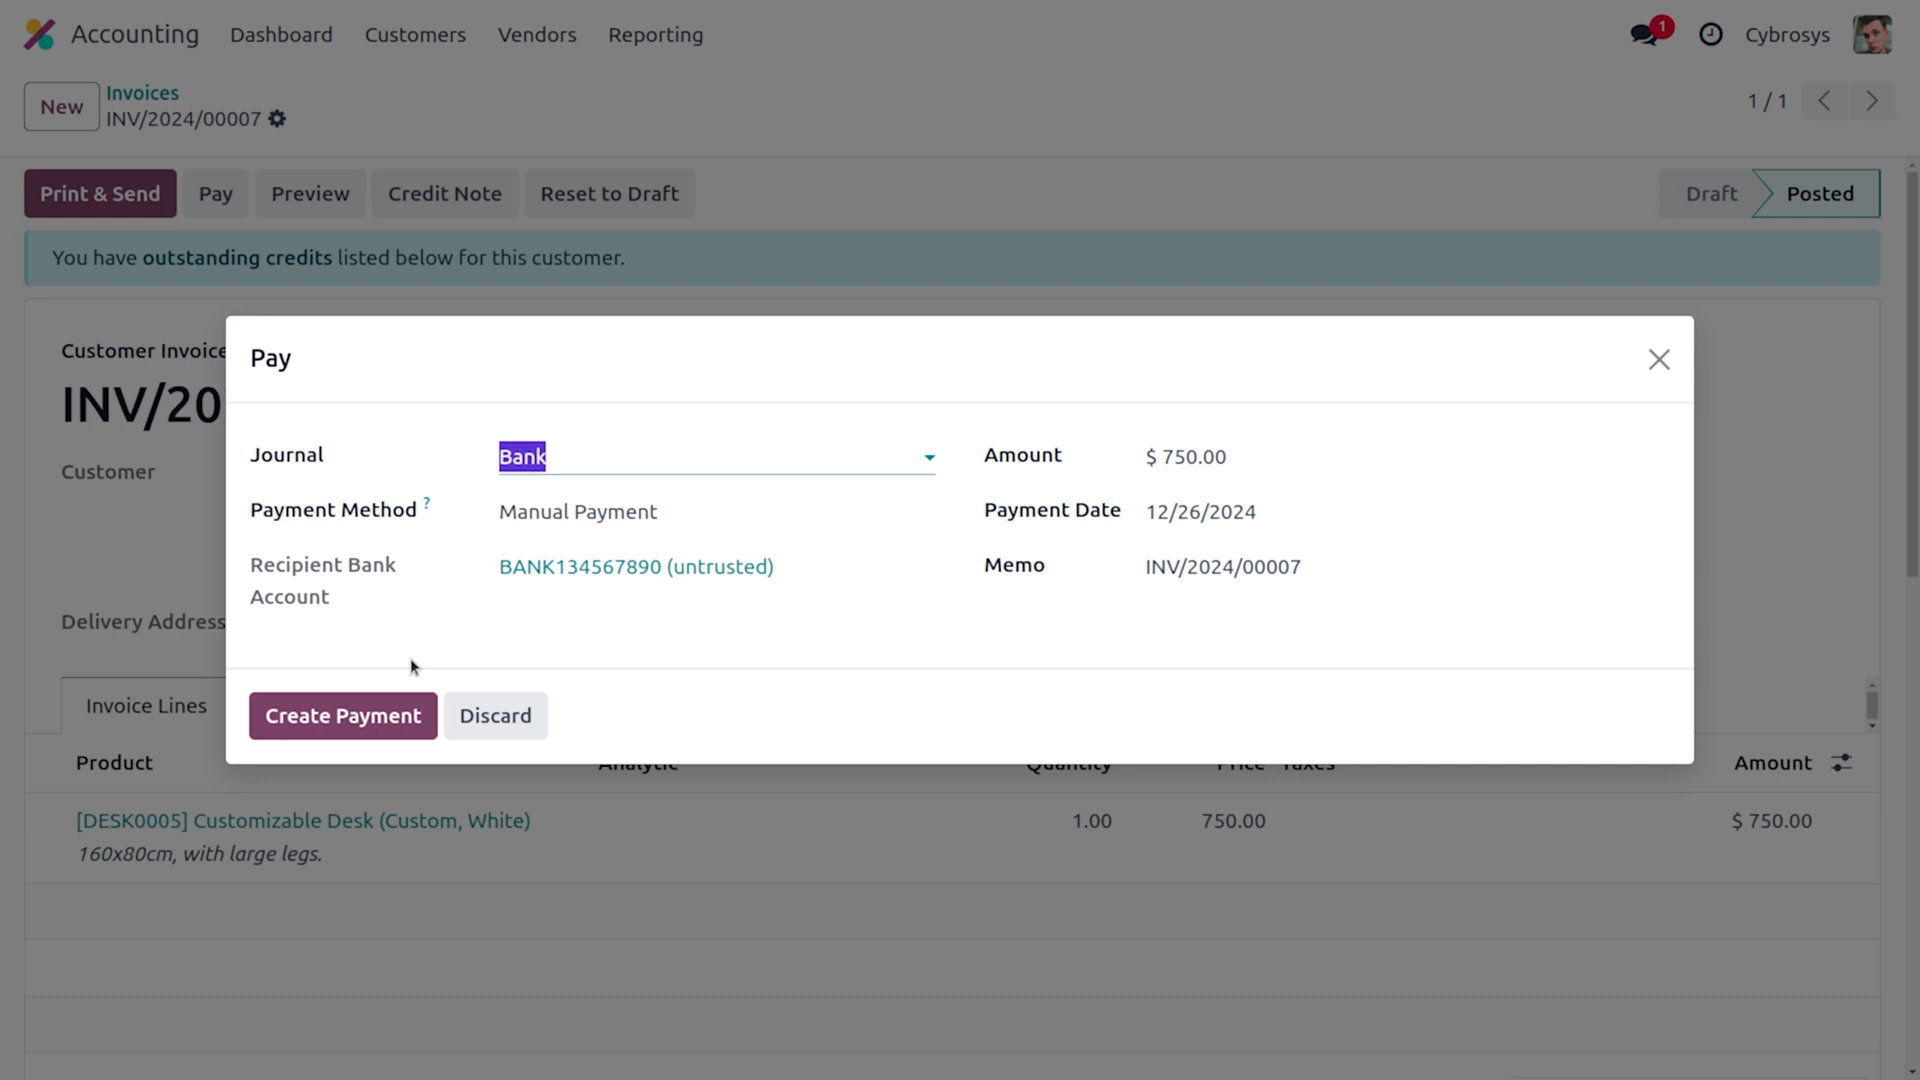 Accounting Dashboard Customers Vendors Reporting 1 Cybrosys
New Invoices
INV/2024/00007 1 / 1
Print & Send Pay Preview Credit Note Reset to Draft Draft Posted
You have outstanding credits listed below for this customer.
Customer Invoice
INV/20
Customer
Delivery Address
Pay
Journal Bank Amount $ 750.00
Payment Method ? Manual Payment Payment Date 12/26/2024
Recipient Bank Account BANK134567890 (untrusted) Memo INV/2024/00007
Create Payment Discard
Invoice Lines
Product Analytic Quantity Price Taxes Amount
[DESK0005] Customizable Desk (Custom, White) 1.00 750.00 $ 750.00
160x80cm, with large legs.